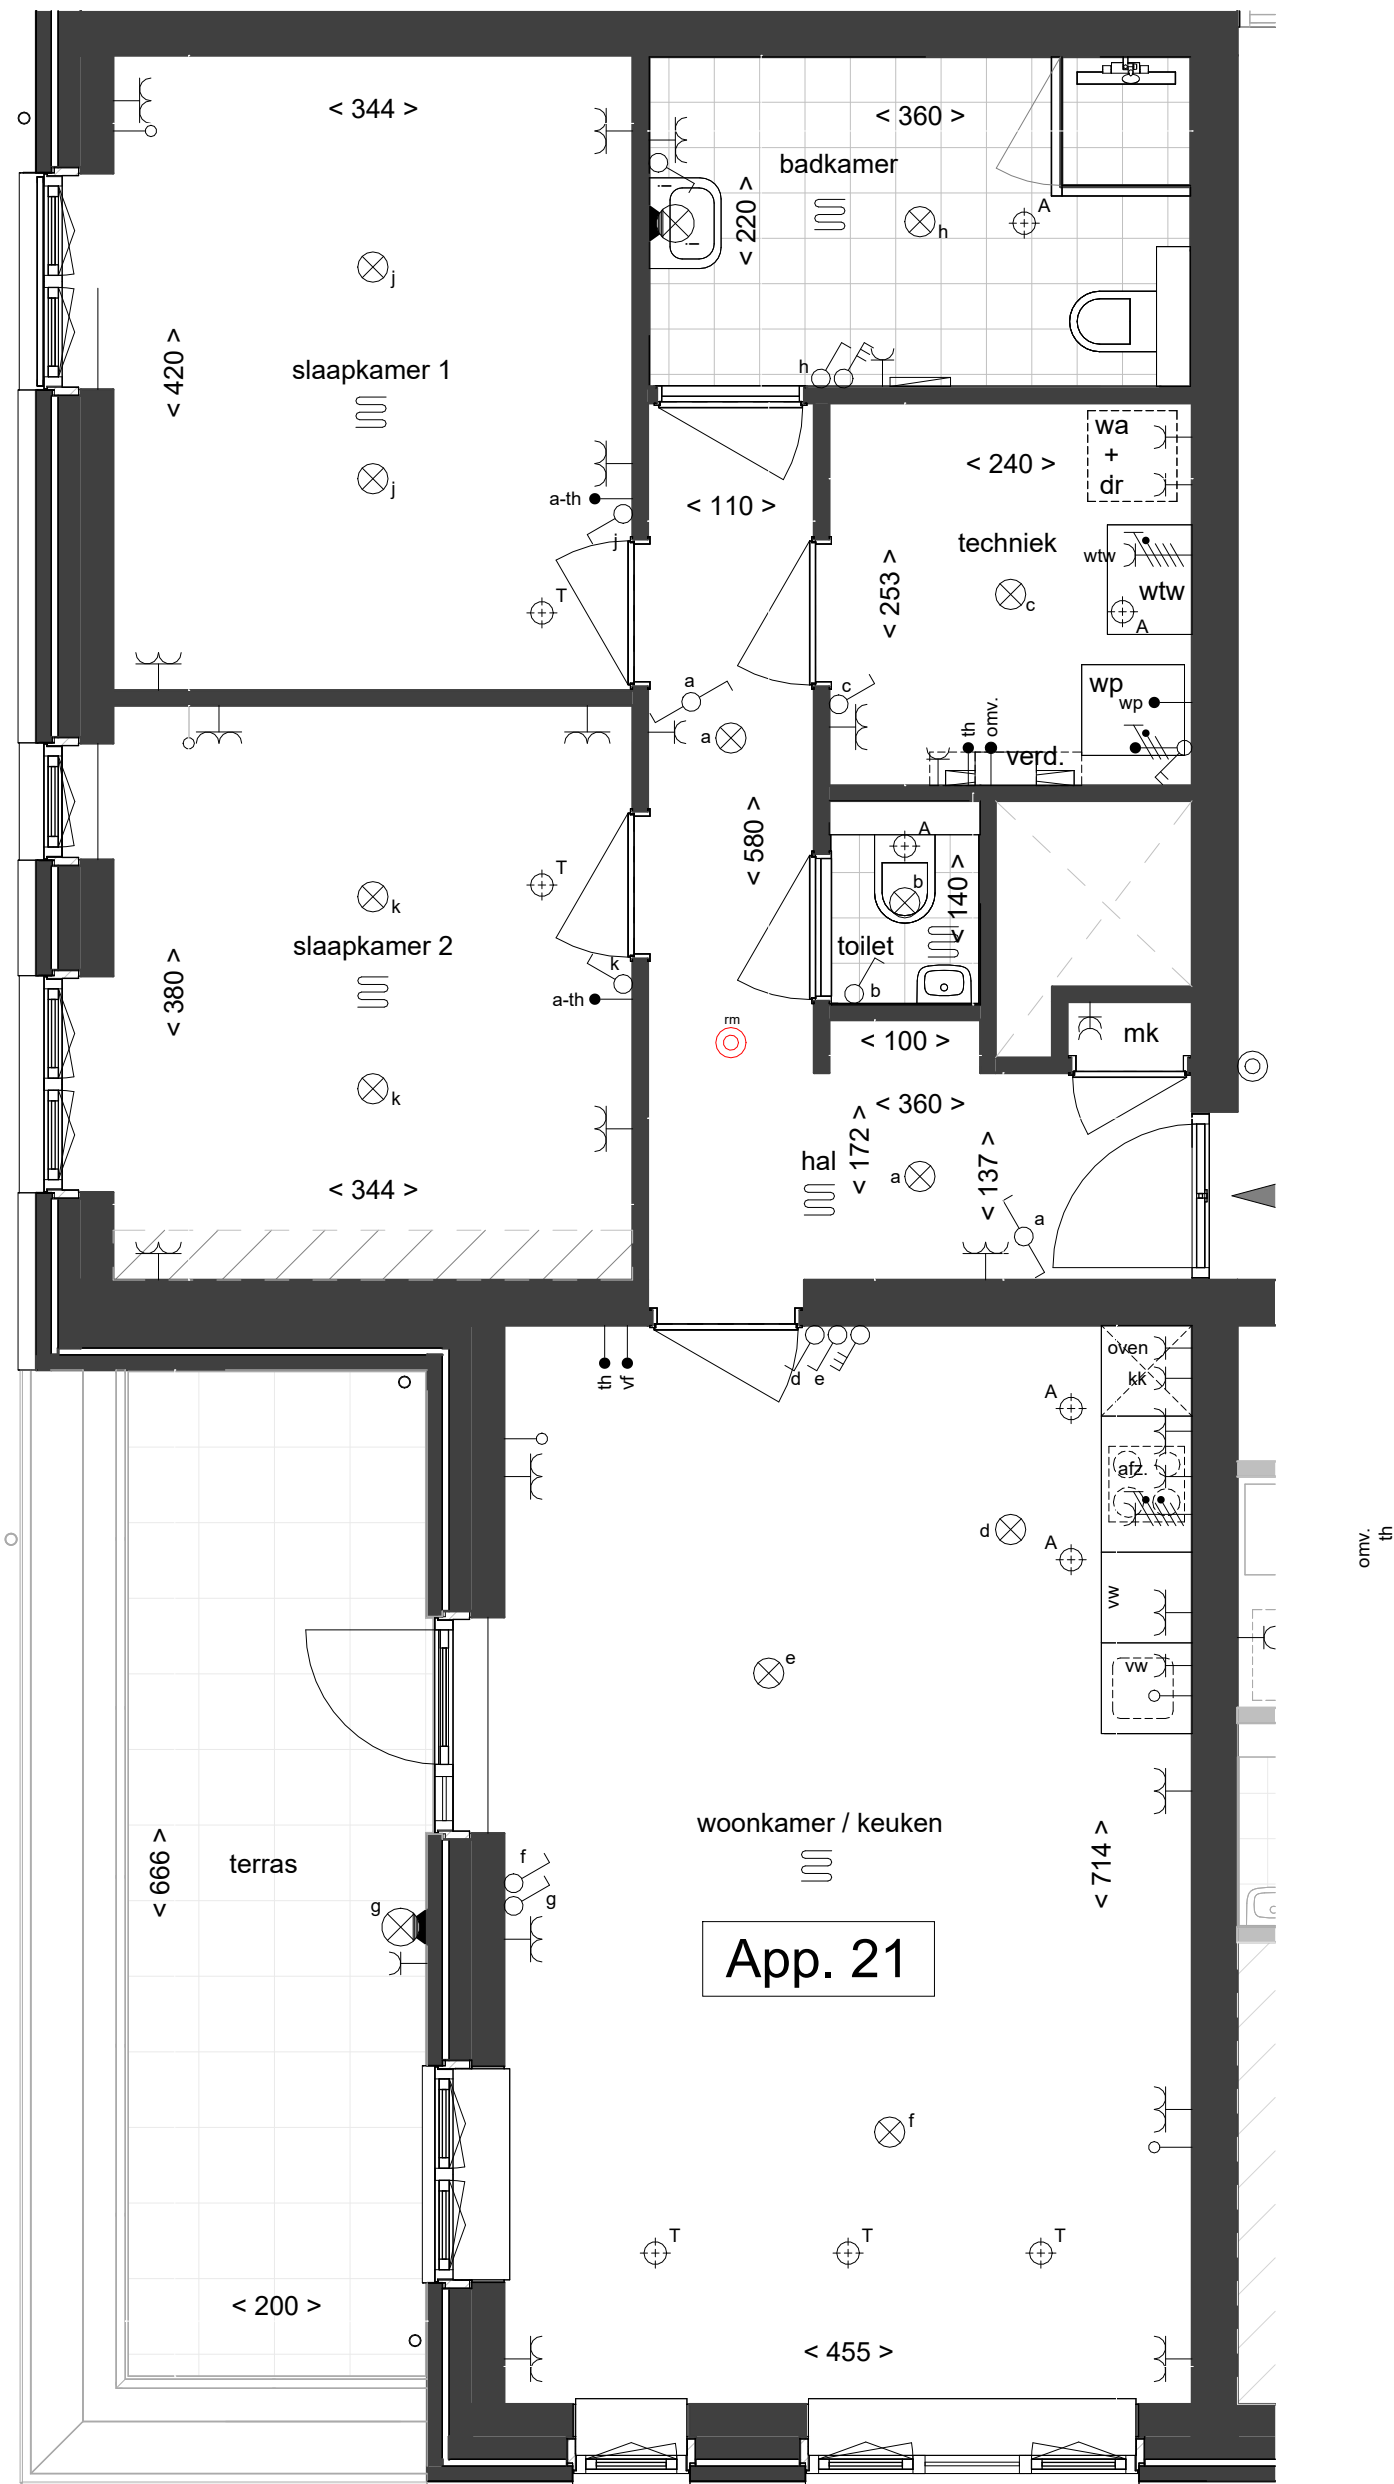 < 344 >
< 360 >
badkamer
< 220 >
A
h
j
< 420 >
slaapkamer 1
h
wa
+
dr
< 240 >
j
a-th
j
< 110 >
techniek
wtw
wtw
< 253 >
c
A
T
a
c
wp
wp
a
th
omv.
verd.
< 580 >
A
T
k
b
< 140 >
slaapkamer 2
toilet
k
b
< 380 >
a-th
rm
< 100 >
mk
k
< 360 >
< 172 >
< 137 >
hal
a
< 344 >
a
oven
kk
th
vf
d
e
A
afz.
d
A
omv.
th
vw
e
vw
woonkamer / keuken
< 714 >
< 666 >
terras
f
g
g
App. 21
f
T
T
T
< 200 >
< 455 >